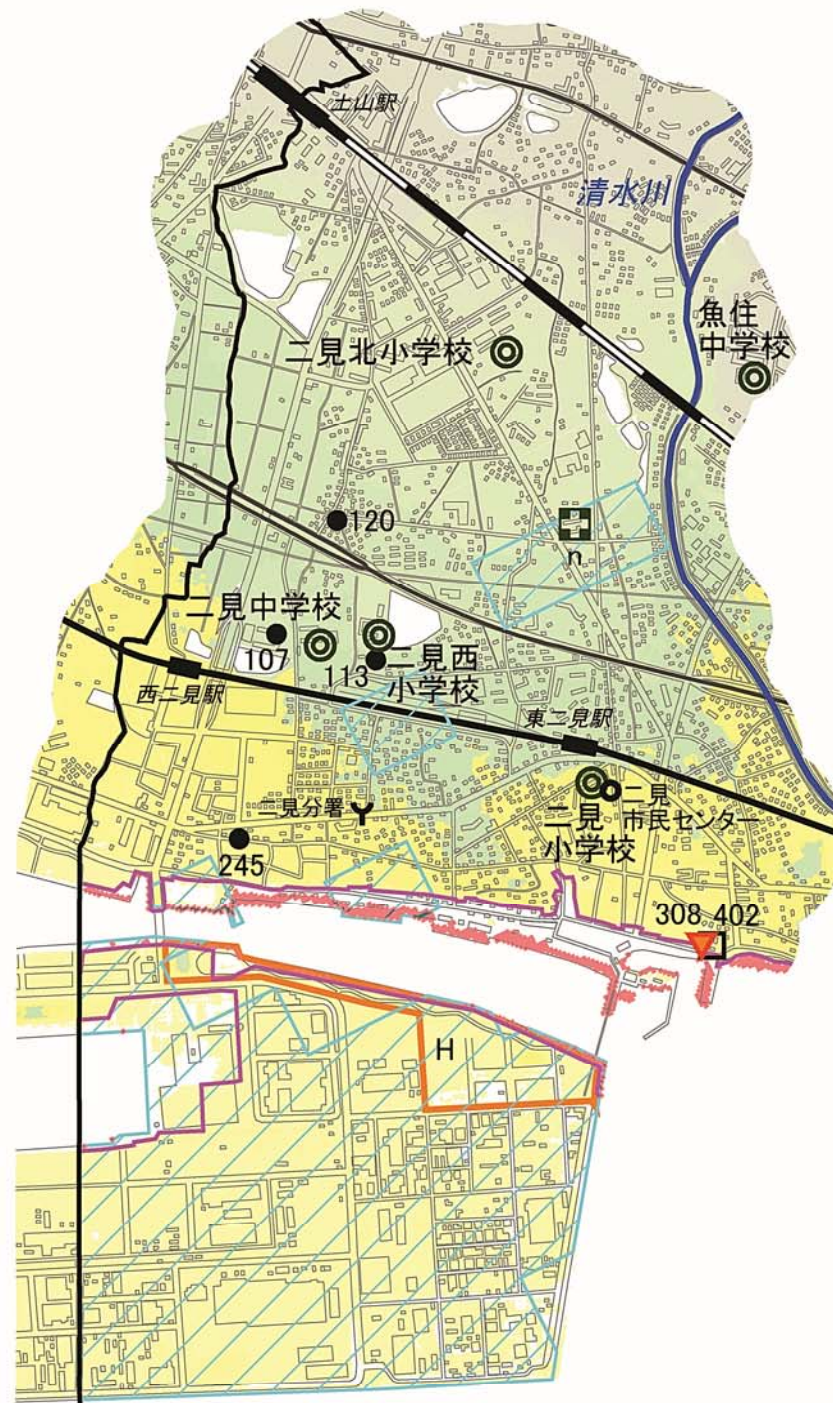 土山駅
清水川
魚住
中学校
二見北小学校
120
n
二見中学校
107
113
二見西
小学校
西二見駅
東二見駅
二見分署
二見
市民センター
二見
小学校
245
308
402
H